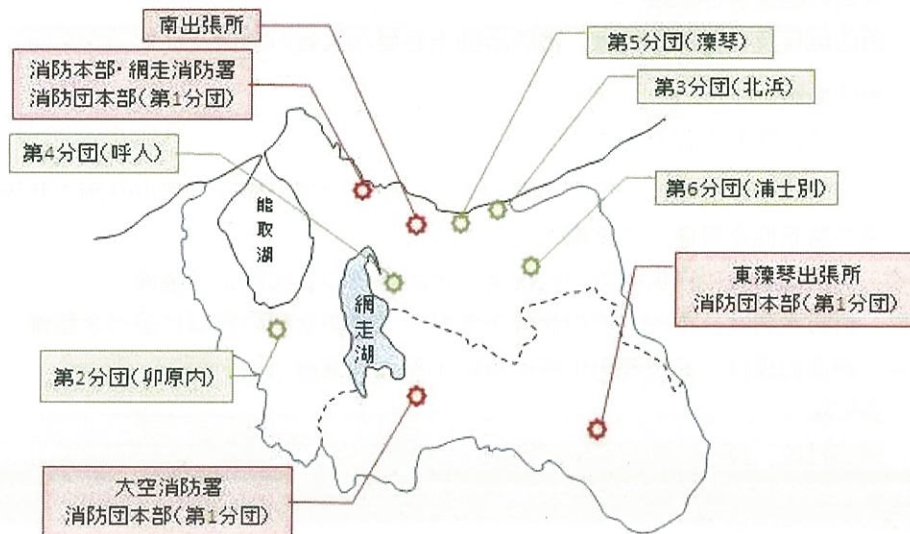 南出張所
消防本部・網走消防署
消防団本部(第1分団)
第5分団(藻琴)
第3分団(北浜)
第4分団(呼人)
第6分団(浦士別)
能取湖
網走湖
東藻琴出張所
消防団本部(第1分団)
第2分団(卯原内)
大空消防署
消防団本部(第1分団)